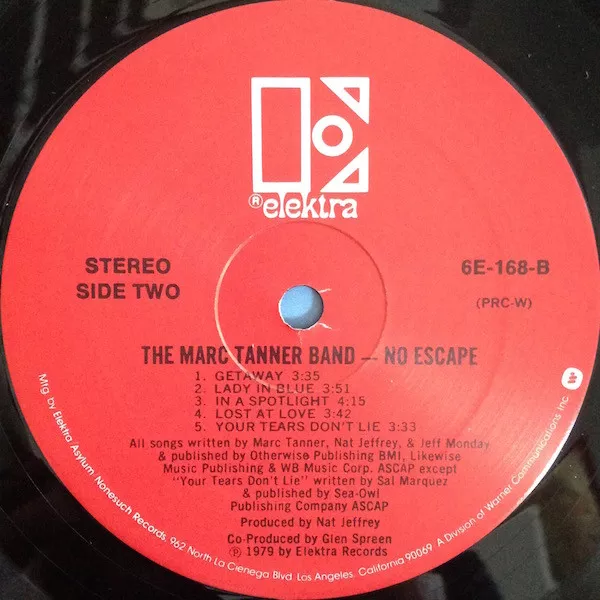 ® elektra
STEREO
SIDE TWO
6E-168-B
(PRC-W)
THE MARC TANNER BAND — NO ESCAPE
1. GETAWAY 3:35
2. LADY IN BLUE 3:51
3. IN A SPOTLIGHT 4:15
4. LOST AT LOVE 3:42
5. YOUR TEARS DON'T LIE 3:33
All songs written by Marc Tanner, Nat Jeffrey, & Jeff Monday
& published by Otherwise Publishing BMI, Likewise
Music Publishing & WB Music Corp. ASCAP except
"Your Tears Don't Lie" written by Sal Marquez
& published by Sea-Owl
Publishing Company ASCAP
Produced by Nat Jeffrey
Co-Produced by Glen Spreen
℗ 1979 by Elektra Records
Mfg by Elektra Asylum Nonesuch Records, 962 North La Cienega Blvd. Los Angeles, California 90069 A Division of Warner Communications Inc.